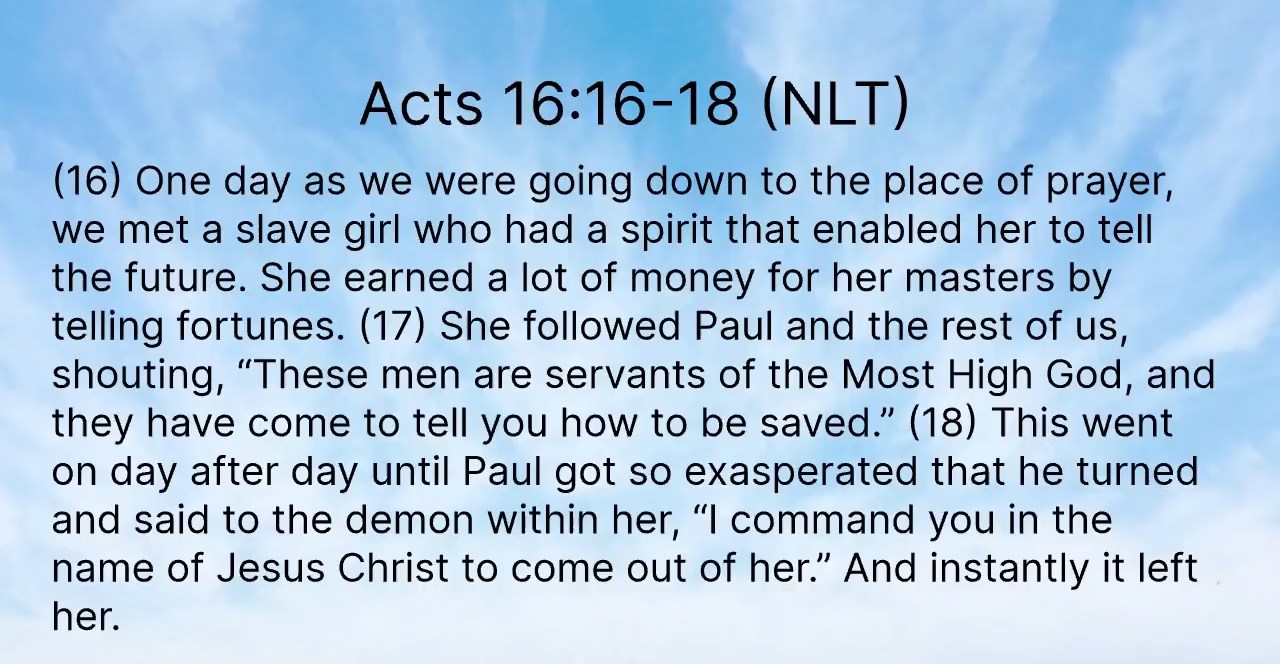 Acts 16:16-18 (NLT)
(16) One day as we were going down to the place of prayer,
we met a slave girl who had a spirit that enabled her to tell
the future. She earned a lot of money for her masters by
telling fortunes. (17) She followed Paul and the rest of us,
shouting, “These men are servants of the Most High God, and
they have come to tell you how to be saved.” (18) This went
on day after day until Paul got so exasperated that he turned
and said to the demon within her, “I command you in the
name of Jesus Christ to come out of her.” And instantly it left
her.